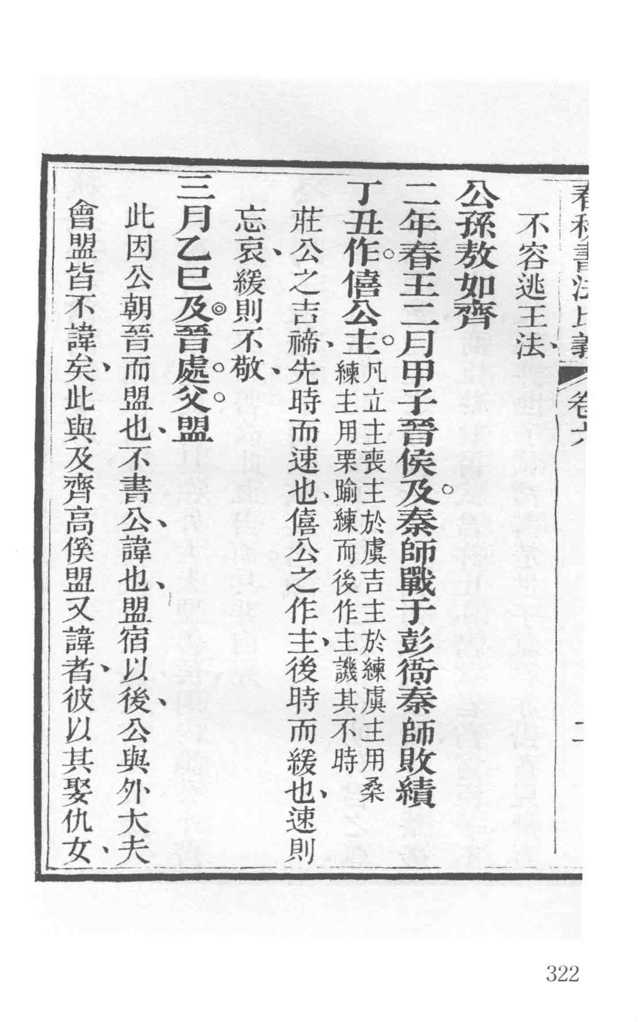 春秋書法比義
卷六
二
不容逃王法
公孫敖如齊
二年春王二月甲子晉侯及秦師戰于彭衙秦師敗績
丁丑作僖公主凡立主喪主於虞吉主於練虞主用桑
練主用栗踰練而後作主譏其不時
莊公之吉禘先時而速也僖公之作主後時而緩也速則
忘哀緩則不敬
三月乙巳及晉處父盟
此因公朝晉而盟也不書公諱也盟宿以後公與外大夫
會盟皆不諱矣此與及齊高傒盟又諱者彼以其娶仇女
322